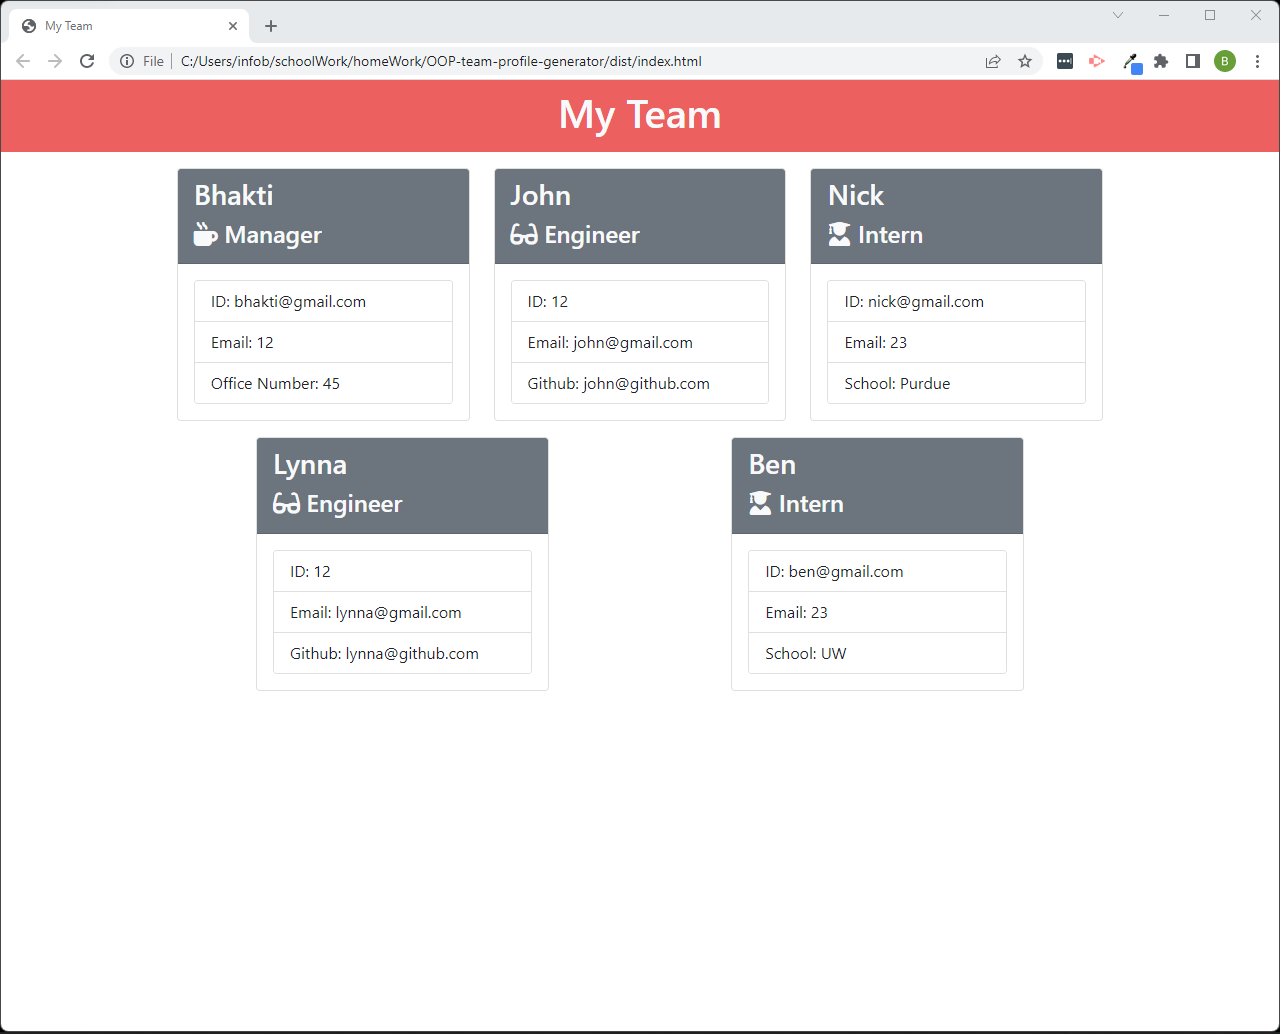 My Team
File
C:/Users/infob/schoolWork/homeWork/OOP-team-profile-generator/dist/index.html
B
My Team
Bhakti
Manager
ID: bhakti@gmail.com
Email: 12
Office Number: 45
John
Engineer
ID: 12
Email: john@gmail.com
Github: john@github.com
Nick
Intern
ID: nick@gmail.com
Email: 23
School: Purdue
Lynna
Engineer
ID: 12
Email: lynna@gmail.com
Github: lynna@github.com
Ben
Intern
ID: ben@gmail.com
Email: 23
School: UW